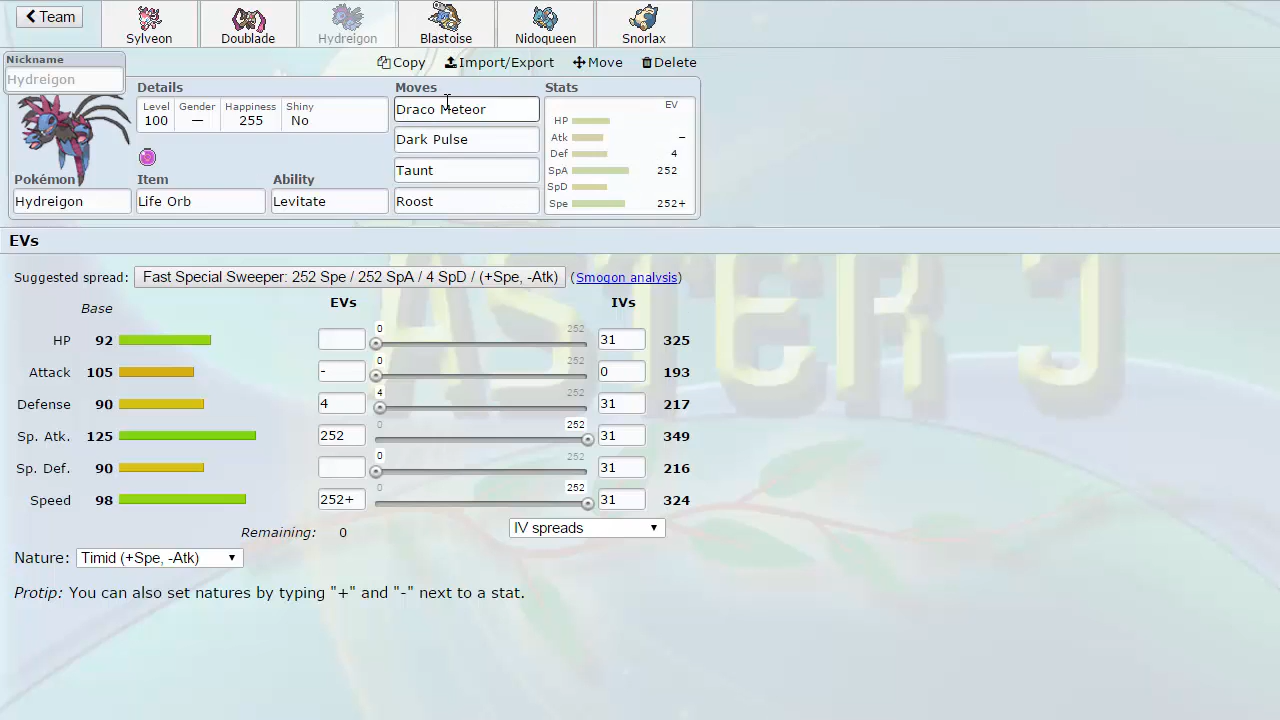 Team
Sylveon
Doublade
Hydreigon
Blastoise
Nidoqueen
Snorlax
Nickname
Hydreigon
Copy
Import/Export
Move
Delete
Details
Level
100
Gender
—
Happiness
255
Shiny
No
Moves
Draco Meteor
Dark Pulse
Taunt
Roost
Stats
EV
HP
Atk –
Def 4
SpA 252
SpD
Spe 252+
Pokémon
Hydreigon
Item
Life Orb
Ability
Levitate
EVs
Suggested spread: Fast Special Sweeper: 252 Spe / 252 SpA / 4 SpD / (+Spe, -Atk) (Smogon analysis)
Base EVs IVs
HP 92 0 252 31 325
Attack 105 - 0 252 0 193
Defense 90 4 4 252 31 217
Sp. Atk. 125 252 0 252 31 349
Sp. Def. 90 0 252 31 216
Speed 98 252+ 0 252 31 324
Remaining: 0 IV spreads
Nature: Timid (+Spe, -Atk)
Protip: You can also set natures by typing "+" and "-" next to a stat.